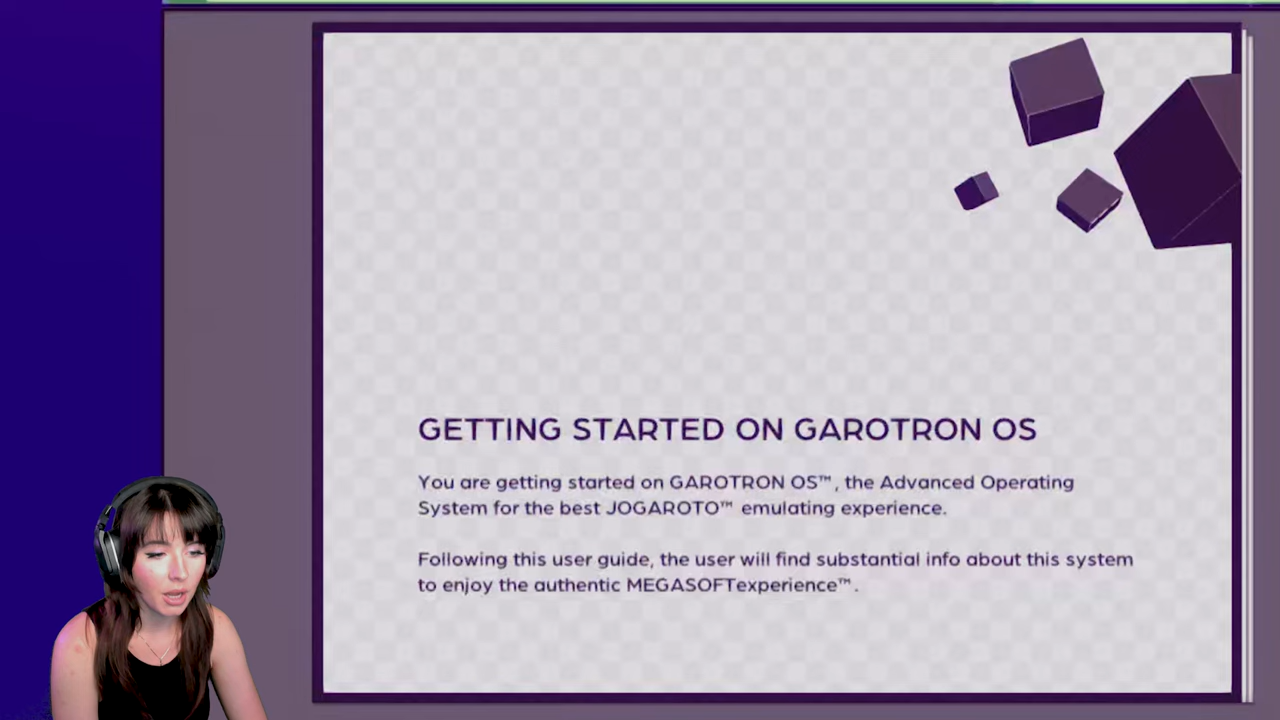 GETTING STARTED ON GAROTRON OS
You are getting started on GAROTRON OS™, the Advanced Operating
System for the best JOGAROTO™ emulating experience.
Following this user guide, the user will find substantial info about this system
to enjoy the authentic MEGASOFTexperience™.